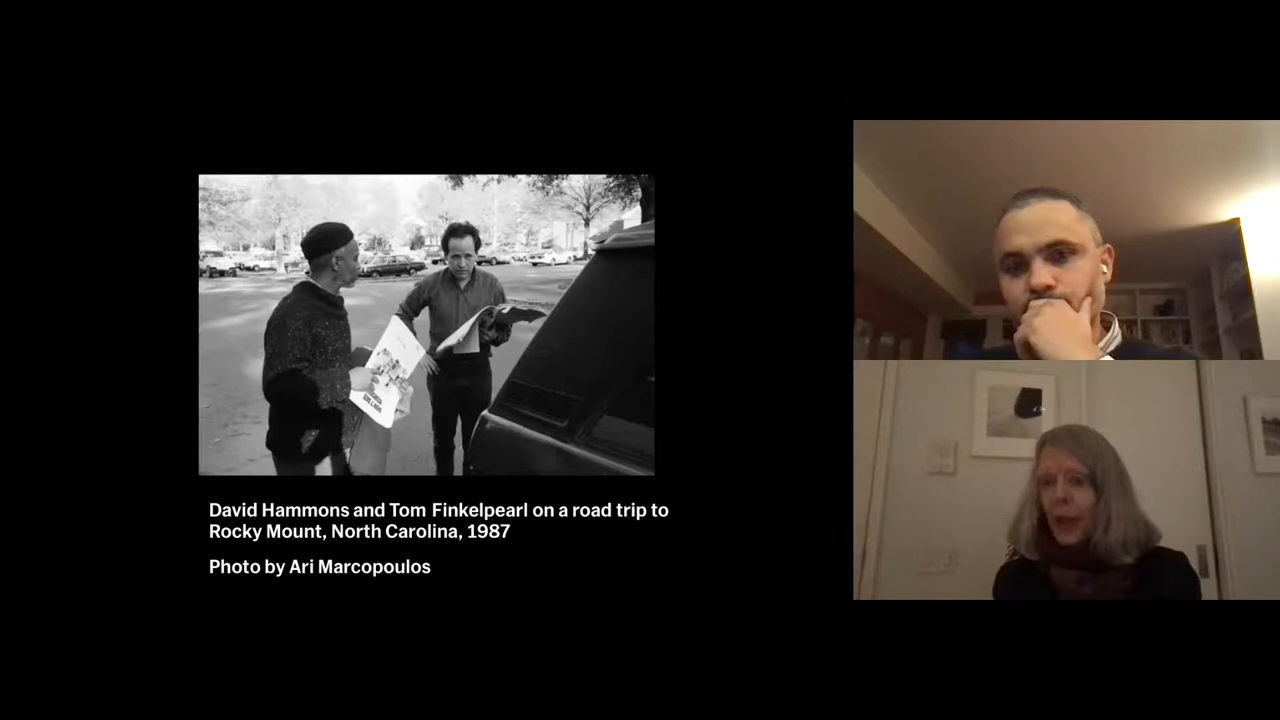 David Hammons and Tom Finkelpearl on a road trip to
Rocky Mount, North Carolina, 1987
Photo by Ari Marcopoulos